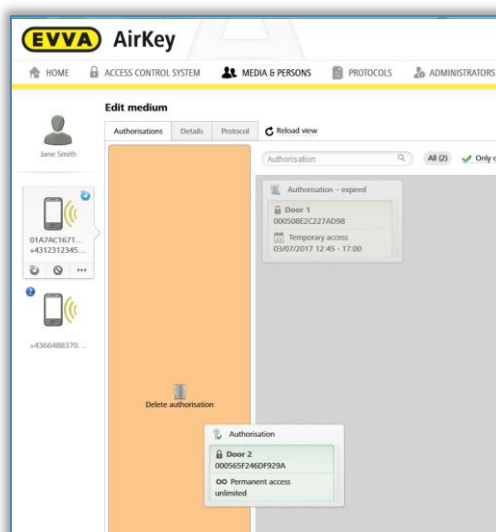 EVVA AirKey
HOME ACCESS CONTROL SYSTEM MEDIA & PERSONS PROTOCOLS ADMINISTRATORS
Edit medium
Authorisations Details Protocol Reload view
Jane Smith
Authorisation All (2) Only
Authorisation – expired
Door 1
000508E2C227AD98
Temporary access
03/07/2017 12:45 - 17:00
01A7AC1671...
+4312312345...
+4366488370...
Delete authorisation
Authorisation
Door 2
000565F246DF929A
Permanent access
unlimited